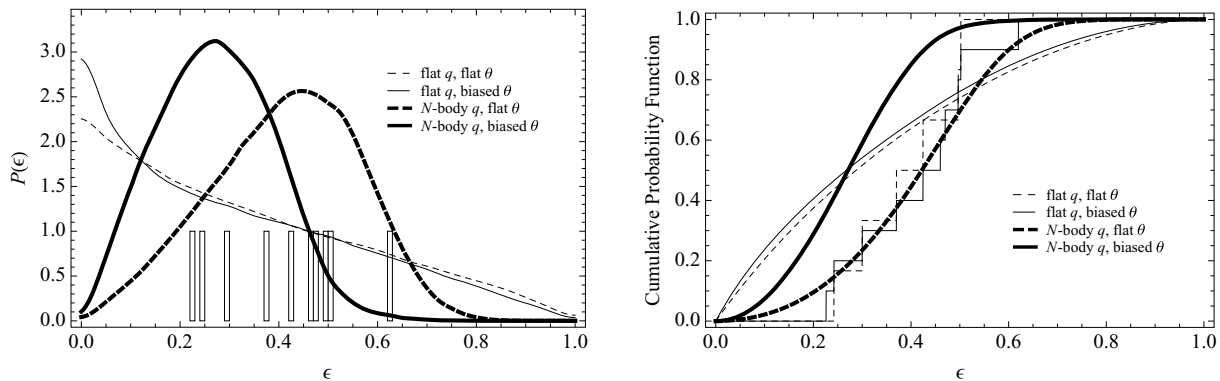 3.5
3.0
2.5
2.0
1.5
1.0
0.5
0.0
P(ϵ)
flat q, flat θ
flat q, biased θ
N-body q, flat θ
N-body q, biased θ
0.0 0.2 0.4 0.6 0.8 1.0
ϵ
1.0
0.8
0.6
0.4
0.2
0.0
Cumulative Probability Function
flat q, flat θ
flat q, biased θ
N-body q, flat θ
N-body q, biased θ
0.0 0.2 0.4 0.6 0.8 1.0
ϵ